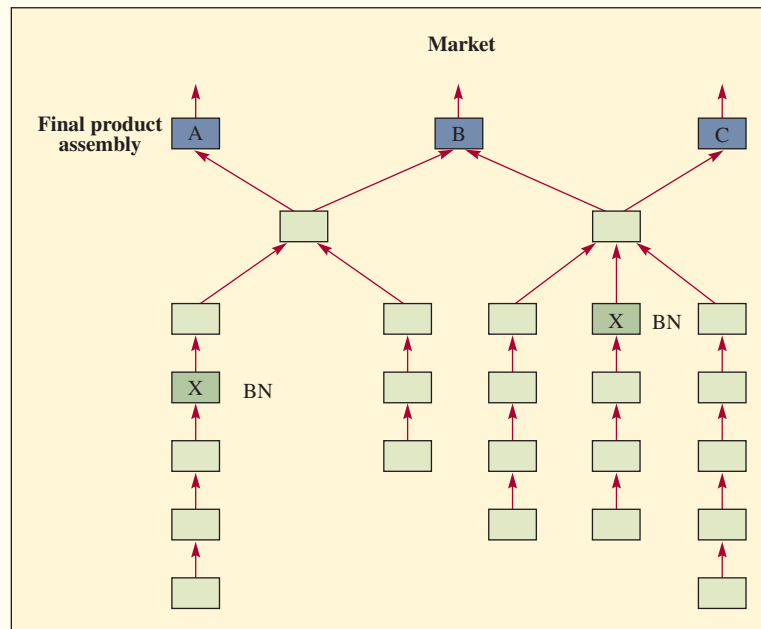 Market
Final product
assembly
A
B
C
X
BN
X
BN